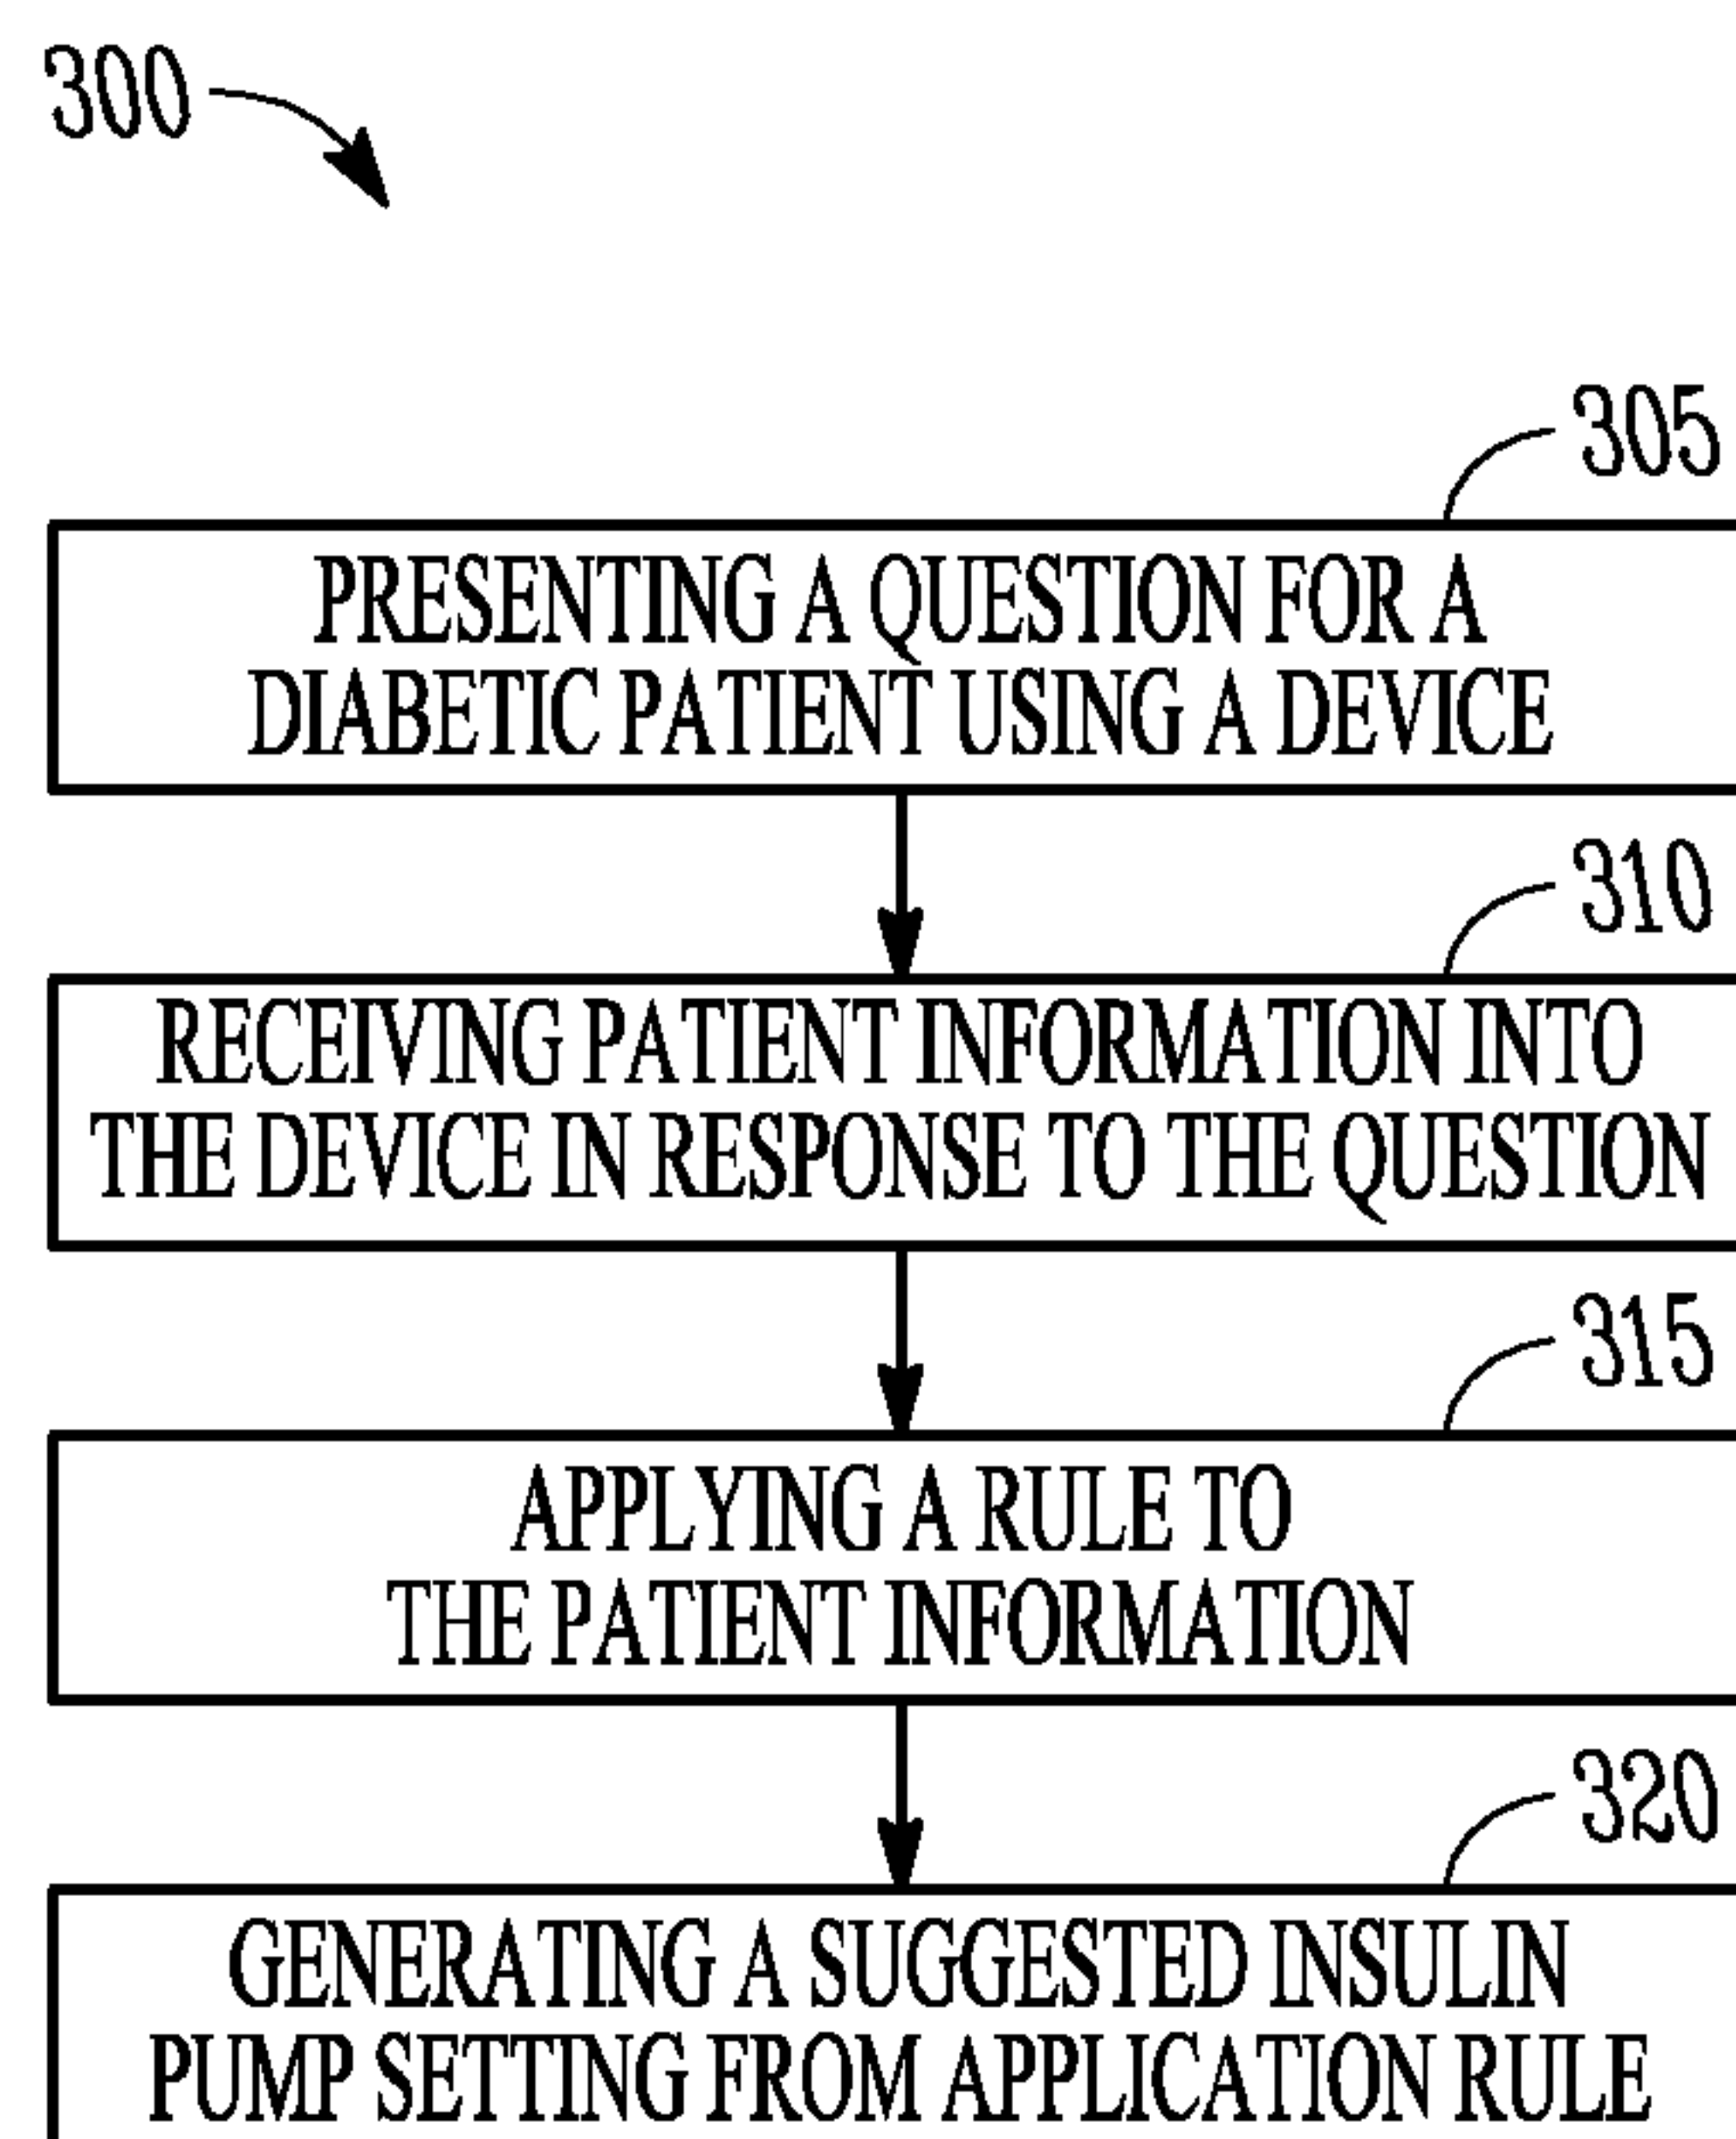 300
305
PRESENTING A QUESTION FOR A
DIABETIC PATIENT USING A DEVICE
310
RECEIVING PATIENT INFORMATION INTO
THE DEVICE IN RESPONSE TO THE QUESTION
315
APPLYING A RULE TO
THE PATIENT INFORMATION
320
GENERATING A SUGGESTED INSULIN
PUMP SETTING FROM APPLICATION RULE